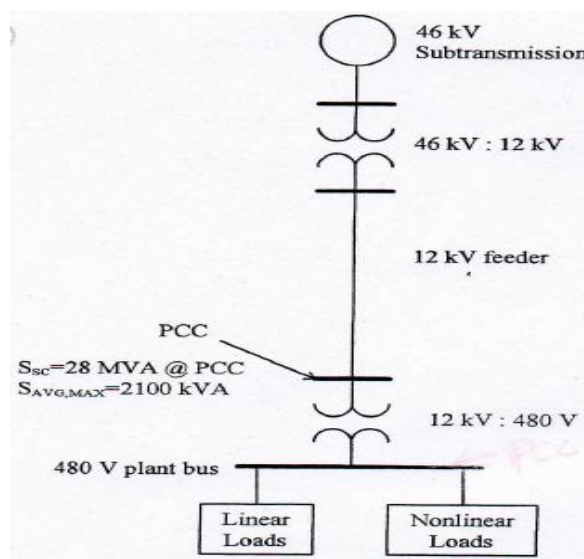 46 kV
Subtransmission
46 kV : 12 kV
12 kV feeder
PCC
SSC=28 MVA @ PCC
SAVG,MAX=2100 kVA
12 kV : 480 V
PCC
480 V plant bus
Linear
Loads
Nonlinear
Loads